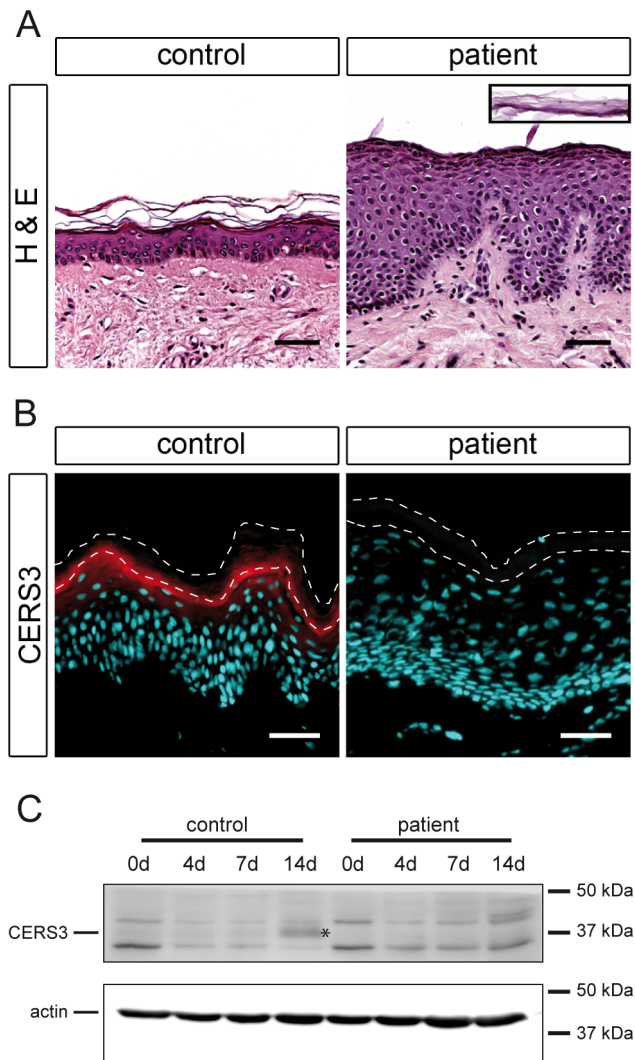 A
control patient
H & E
B
control patient
CERS3
C
control patient
0d 4d 7d 14d 0d 4d 7d 14d
50 kDa
CERS3 * 37 kDa
50 kDa
actin
37 kDa